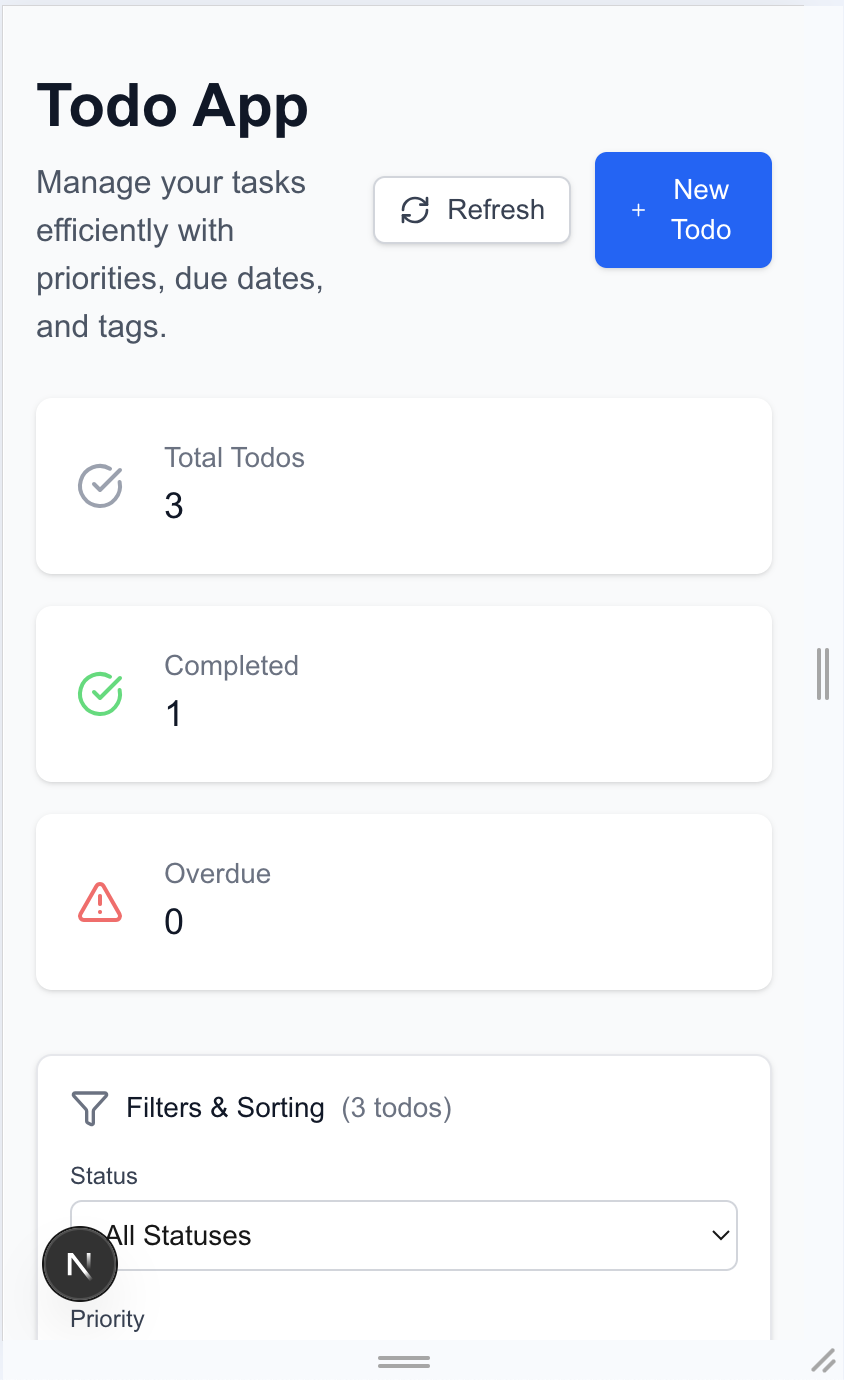 Todo App
Manage your tasks
efficiently with
priorities, due dates,
and tags.
Refresh
+ New
Todo
Total Todos
3
Completed
1
Overdue
0
Filters & Sorting (3 todos)
Status
All Statuses
N
Priority